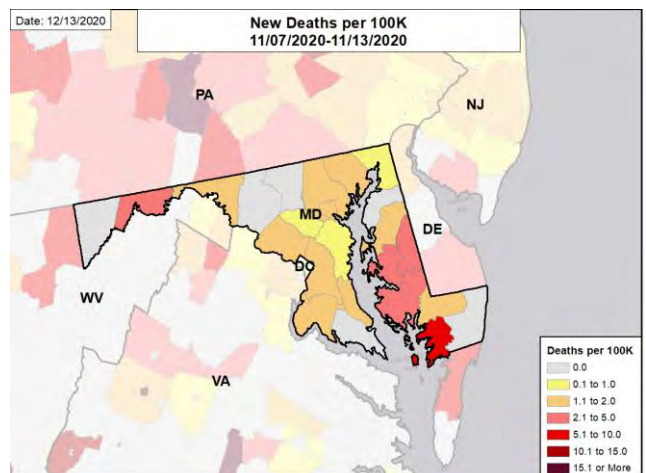 Date: 12/13/2020
New Deaths per 100K
11/07/2020-11/13/2020
PA
NJ
MD
DE
DC
WV
VA
Deaths per 100K
0.0
0.1 to 1.0
1.1 to 2.0
2.1 to 5.0
5.1 to 10.0
10.1 to 15.0
15.1 or More